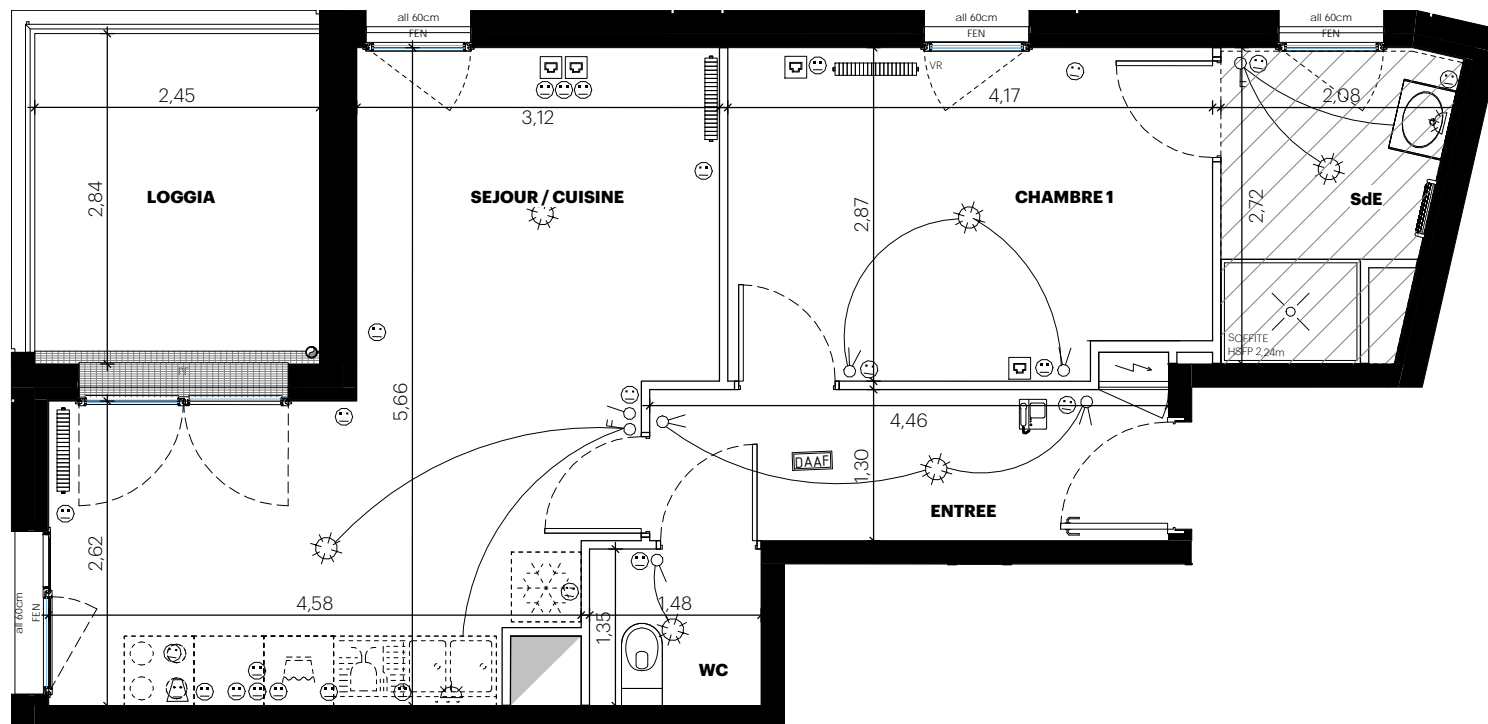 all 60cm
FEN
all 60cm
FEN
all 60cm
FEN
VR
2,45
3,12
4,17
2,08
2,84
LOGGIA
SEJOUR / CUISINE
2,87
CHAMBRE 1
2,72
SdE
SOFFITE
HSFP 2,24m
PF
5,66
4,46
DAAF
1,30
ENTREE
2,62
all 60cm
FEN
4,58
1,35
1,48
WC